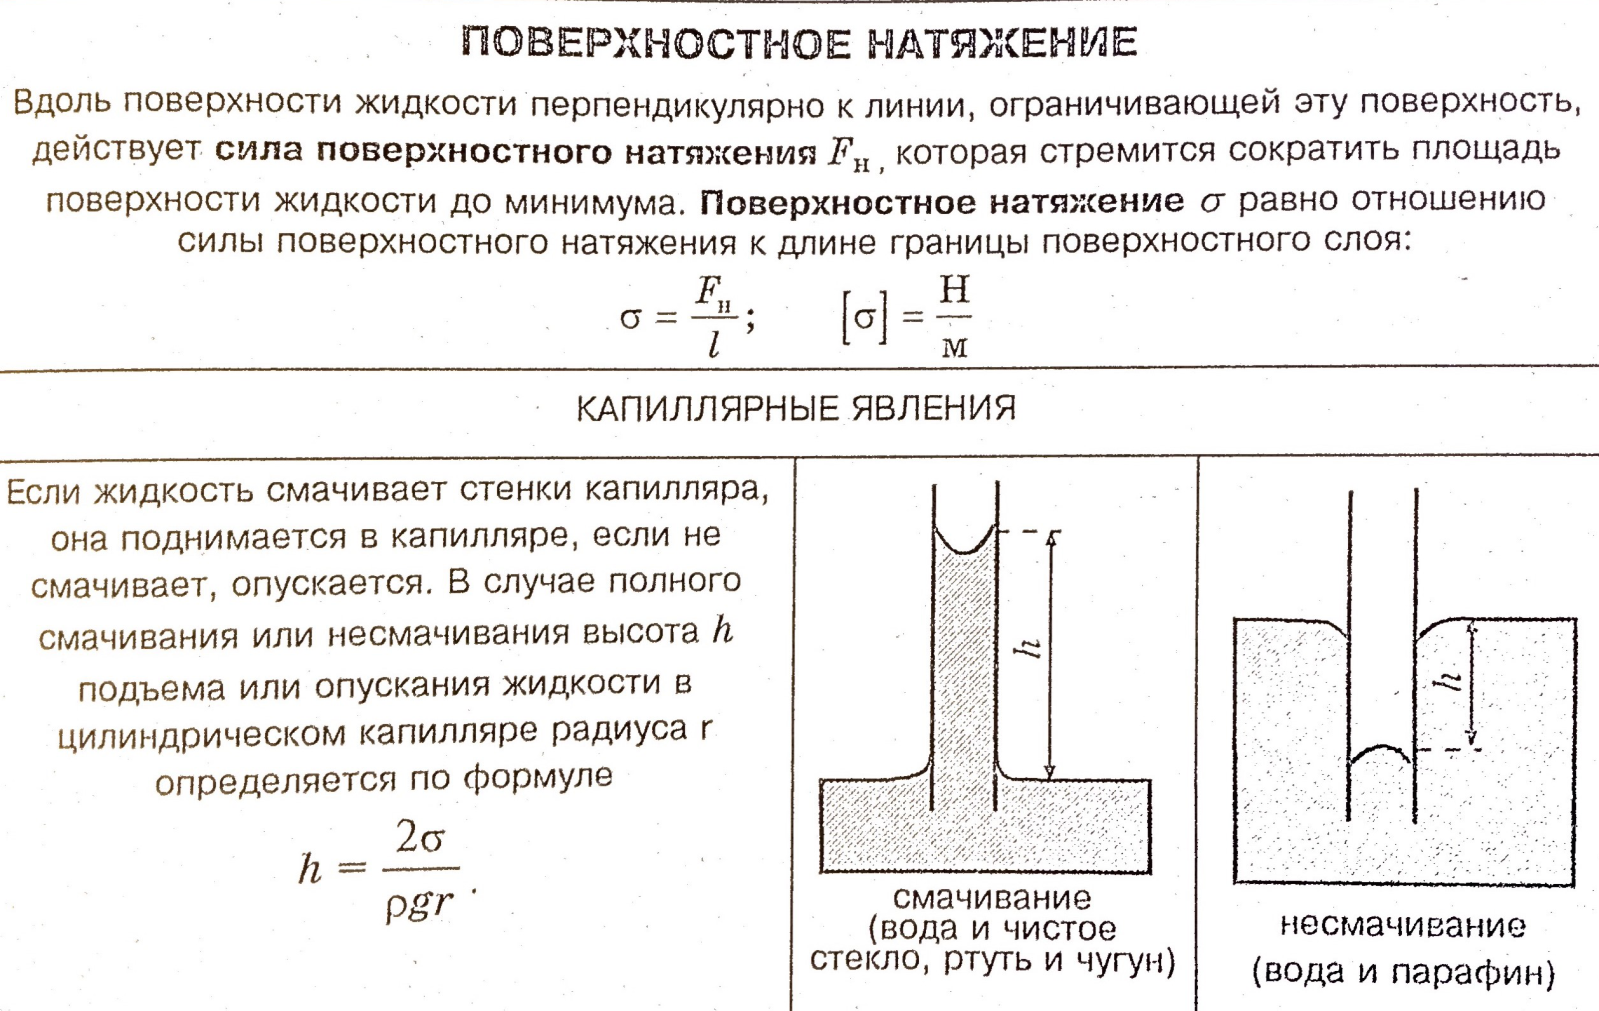 ПОВЕРХНОСТНОЕ НАТЯЖЕНИЕ
Вдоль поверхности жидкости перпендикулярно к линии, ограничивающей эту поверхность,
действует сила поверхностного натяжения Fн, которая стремится сократить площадь
поверхности жидкости до минимума. Поверхностное натяжение σ равно отношению
силы поверхностного натяжения к длине границы поверхностного слоя:
σ = Fн / l ; [σ] = Н / м
КАПИЛЛЯРНЫЕ ЯВЛЕНИЯ
Если жидкость смачивает стенки капилляра,
она поднимается в капилляре, если не
смачивает, опускается. В случае полного
смачивания или несмачивания высота h
подъема или опускания жидкости в
цилиндрическом капилляре радиуса r
определяется по формуле
h = 2σ / ρgr .
h
смачивание
(вода и чистое
стекло, ртуть и чугун)
h
несмачивание
(вода и парафин)